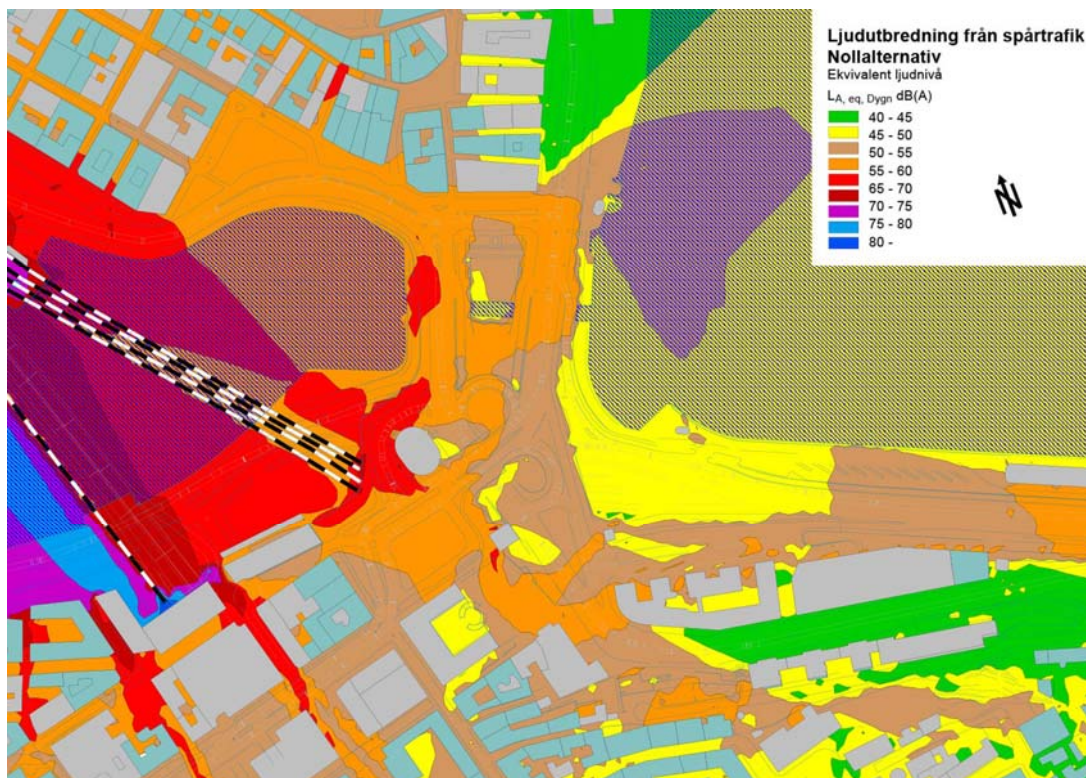 Ljudutbredning från spårtrafik
Nollalternativ
Ekvivalent ljudnivå
LA, eq, Dygn dB(A)
40 - 45
45 - 50
50 - 55
55 - 60
65 - 70
70 - 75
75 - 80
80 -
N